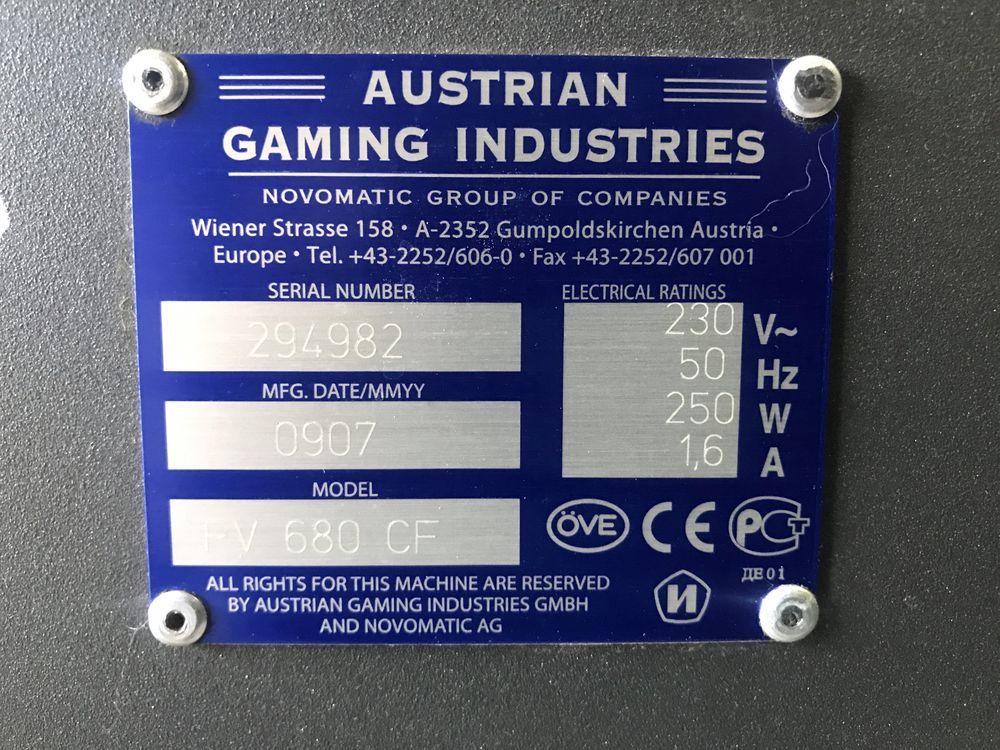 AUSTRIAN
GAMING INDUSTRIES
NOVOMATIC GROUP OF COMPANIES
Wiener Strasse 158 • A-2352 Gumpoldskirchen Austria •
Europe • Tel. +43-2252/606-0 • Fax +43-2252/607 001
SERIAL NUMBER
294982
MFG. DATE/MMYY
0907
MODEL
FV 680 CF
ELECTRICAL RATINGS
230 V~
50 Hz
250 W
1,6 A
ÖVE CE РСТ
ДЕ01
И
ALL RIGHTS FOR THIS MACHINE ARE RESERVED
BY AUSTRIAN GAMING INDUSTRIES GMBH
AND NOVOMATIC AG